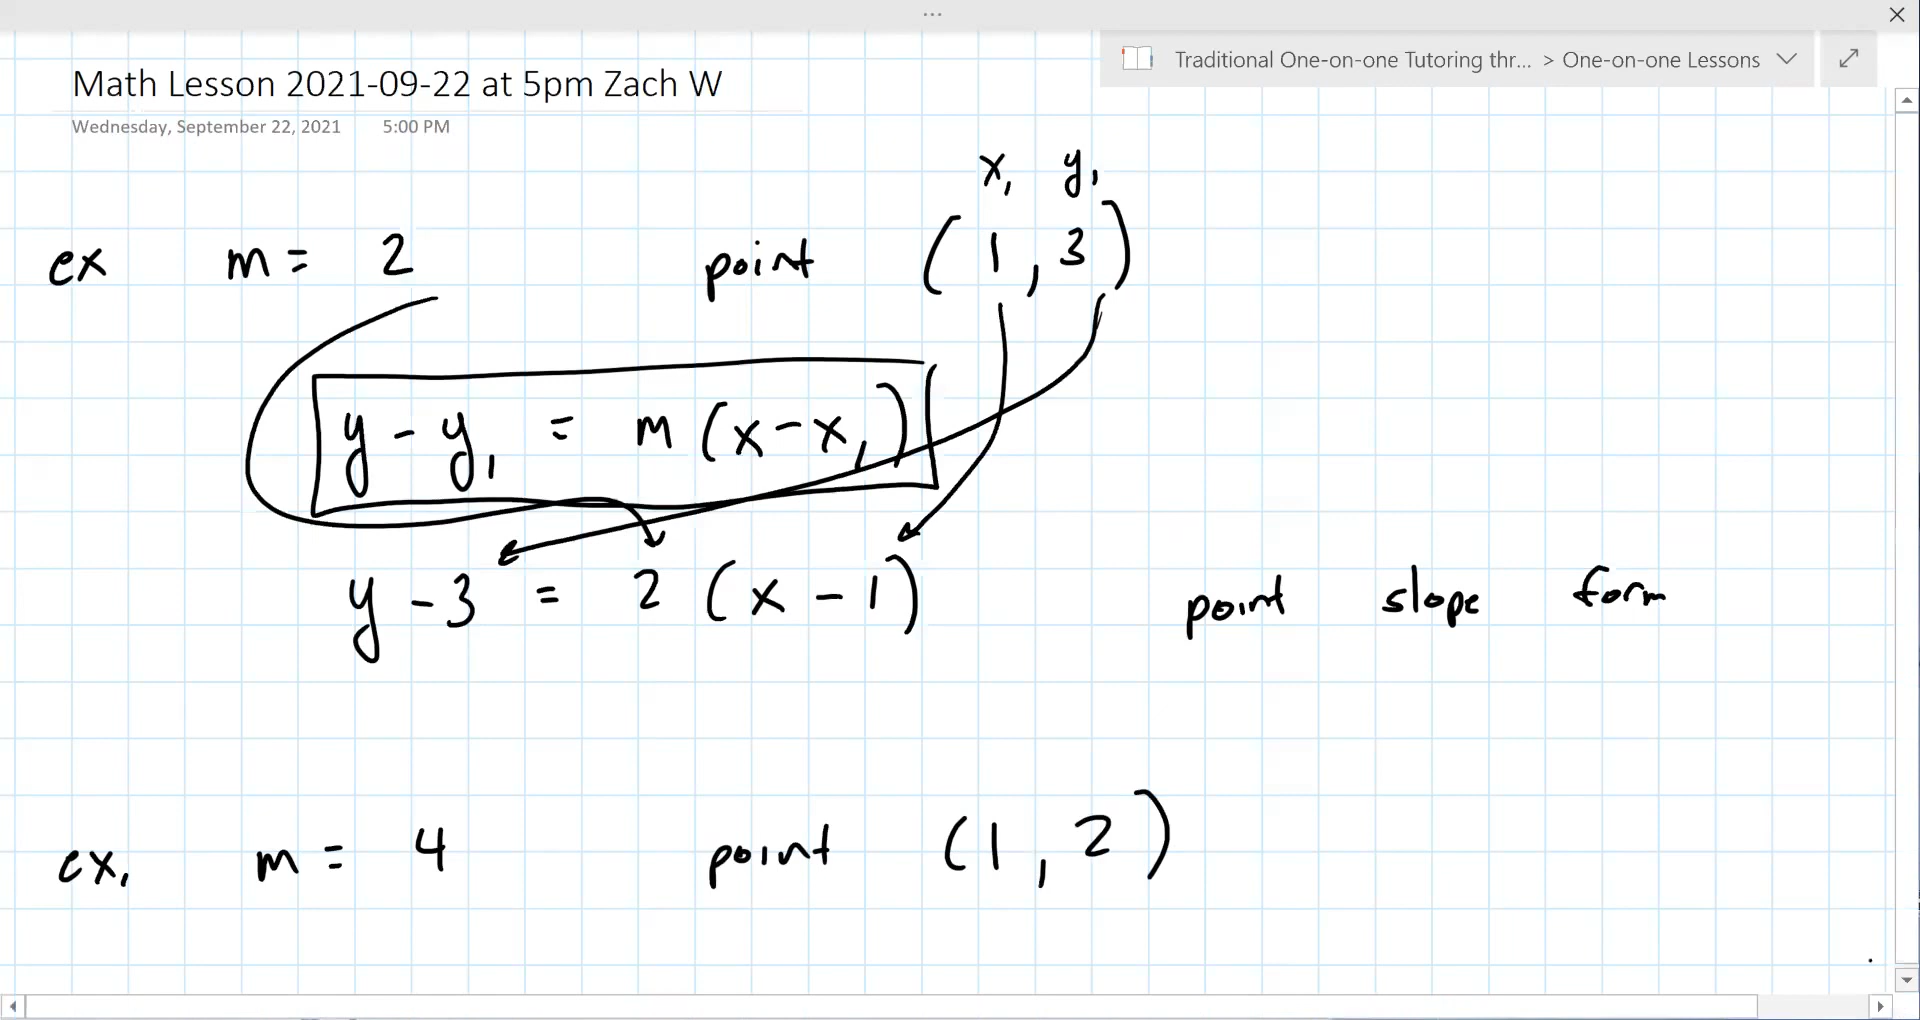 ...
Traditional One-on-one Tutoring thr... > One-on-one Lessons
Math Lesson 2021-09-22 at 5pm Zach W
Wednesday, September 22, 2021 5:00 PM
x₁ y₁
ex m = 2 point (1, 3)
y - y₁ = m (x - x₁)
y - 3 = 2 (x - 1) point slope form
ex. m = 4 point (1, 2)